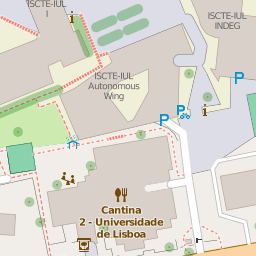 ISCTE-IUL
I
ISCTE-IUL
INDEG
ISCTE-IUL
Autonomous
Wing
P
P
P
Cantina
2 - Universidade
de Lisboa